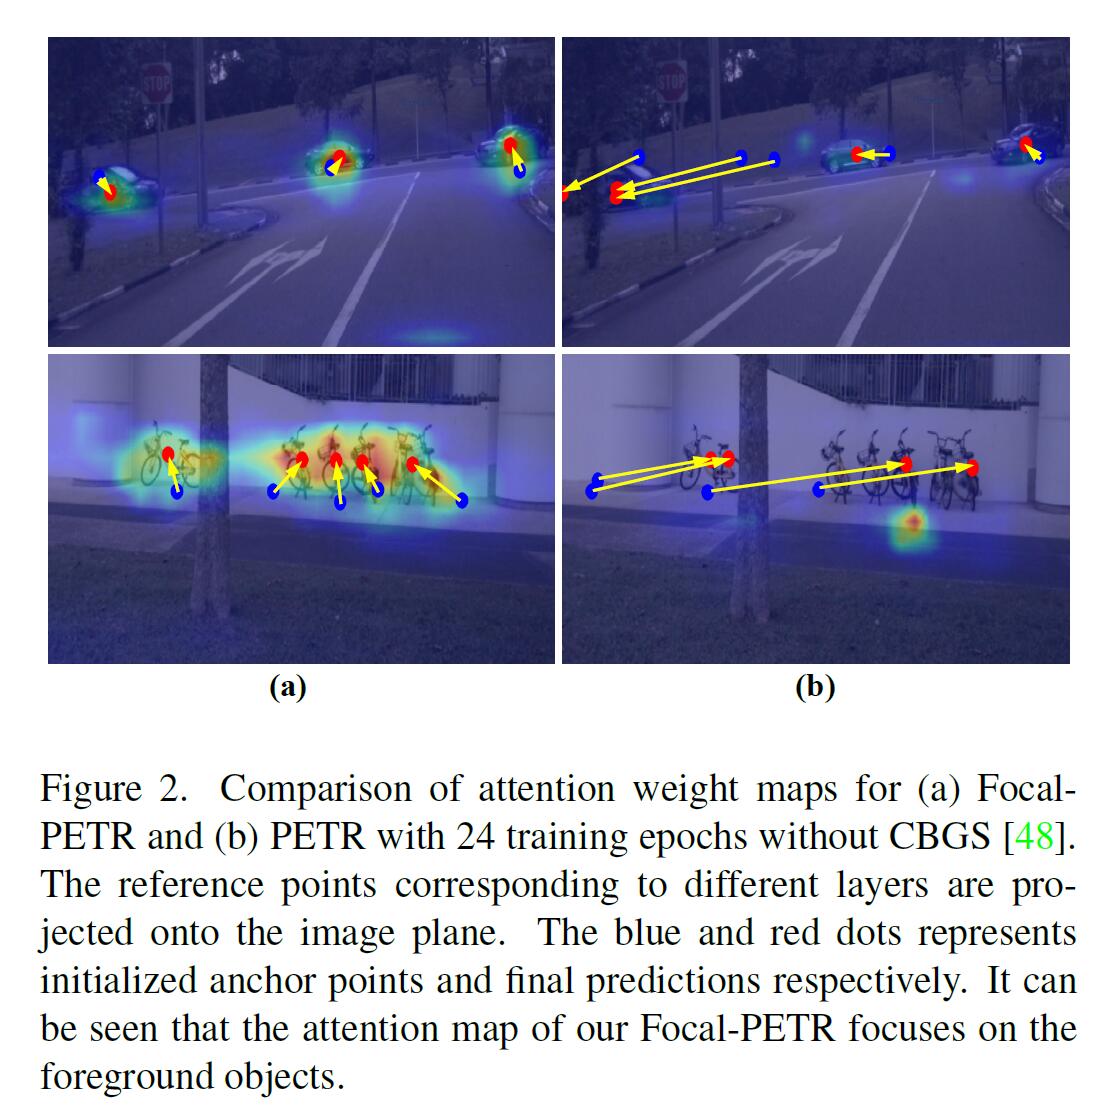 STOP
STOP
(a)
(b)
Figure 2. Comparison of attention weight maps for (a) Focal-
PETR and (b) PETR with 24 training epochs without CBGS [48].
The reference points corresponding to different layers are pro-
jected onto the image plane. The blue and red dots represents
initialized anchor points and final predictions respectively. It can
be seen that the attention map of our Focal-PETR focuses on the
foreground objects.